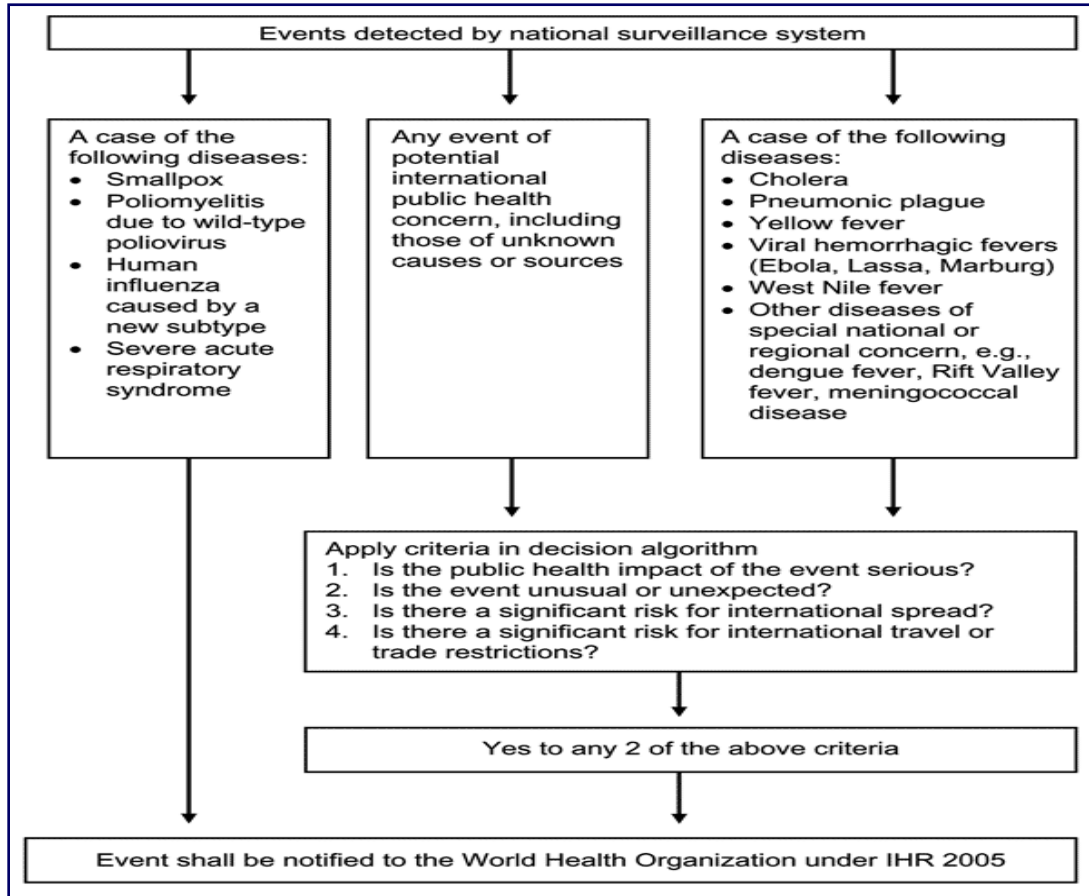 Events detected by national surveillance system
A case of the
following diseases:
• Smallpox
• Poliomyelitis
due to wild-type
poliovirus
• Human
influenza
caused by a
new subtype
• Severe acute
respiratory
syndrome
Any event of
potential
international
public health
concern, including
those of unknown
causes or sources
A case of the following
diseases:
• Cholera
• Pneumonic plague
• Yellow fever
• Viral hemorrhagic fevers
(Ebola, Lassa, Marburg)
• West Nile fever
• Other diseases of
special national or
regional concern, e.g.,
dengue fever, Rift Valley
fever, meningococcal
disease
Apply criteria in decision algorithm
1. Is the public health impact of the event serious?
2. Is the event unusual or unexpected?
3. Is there a significant risk for international spread?
4. Is there a significant risk for international travel or
trade restrictions?
Yes to any 2 of the above criteria
Event shall be notified to the World Health Organization under IHR 2005